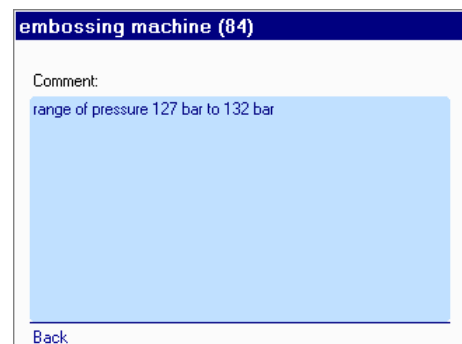 embossing machine (84)
Comment:
range of pressure 127 bar to 132 bar
Back